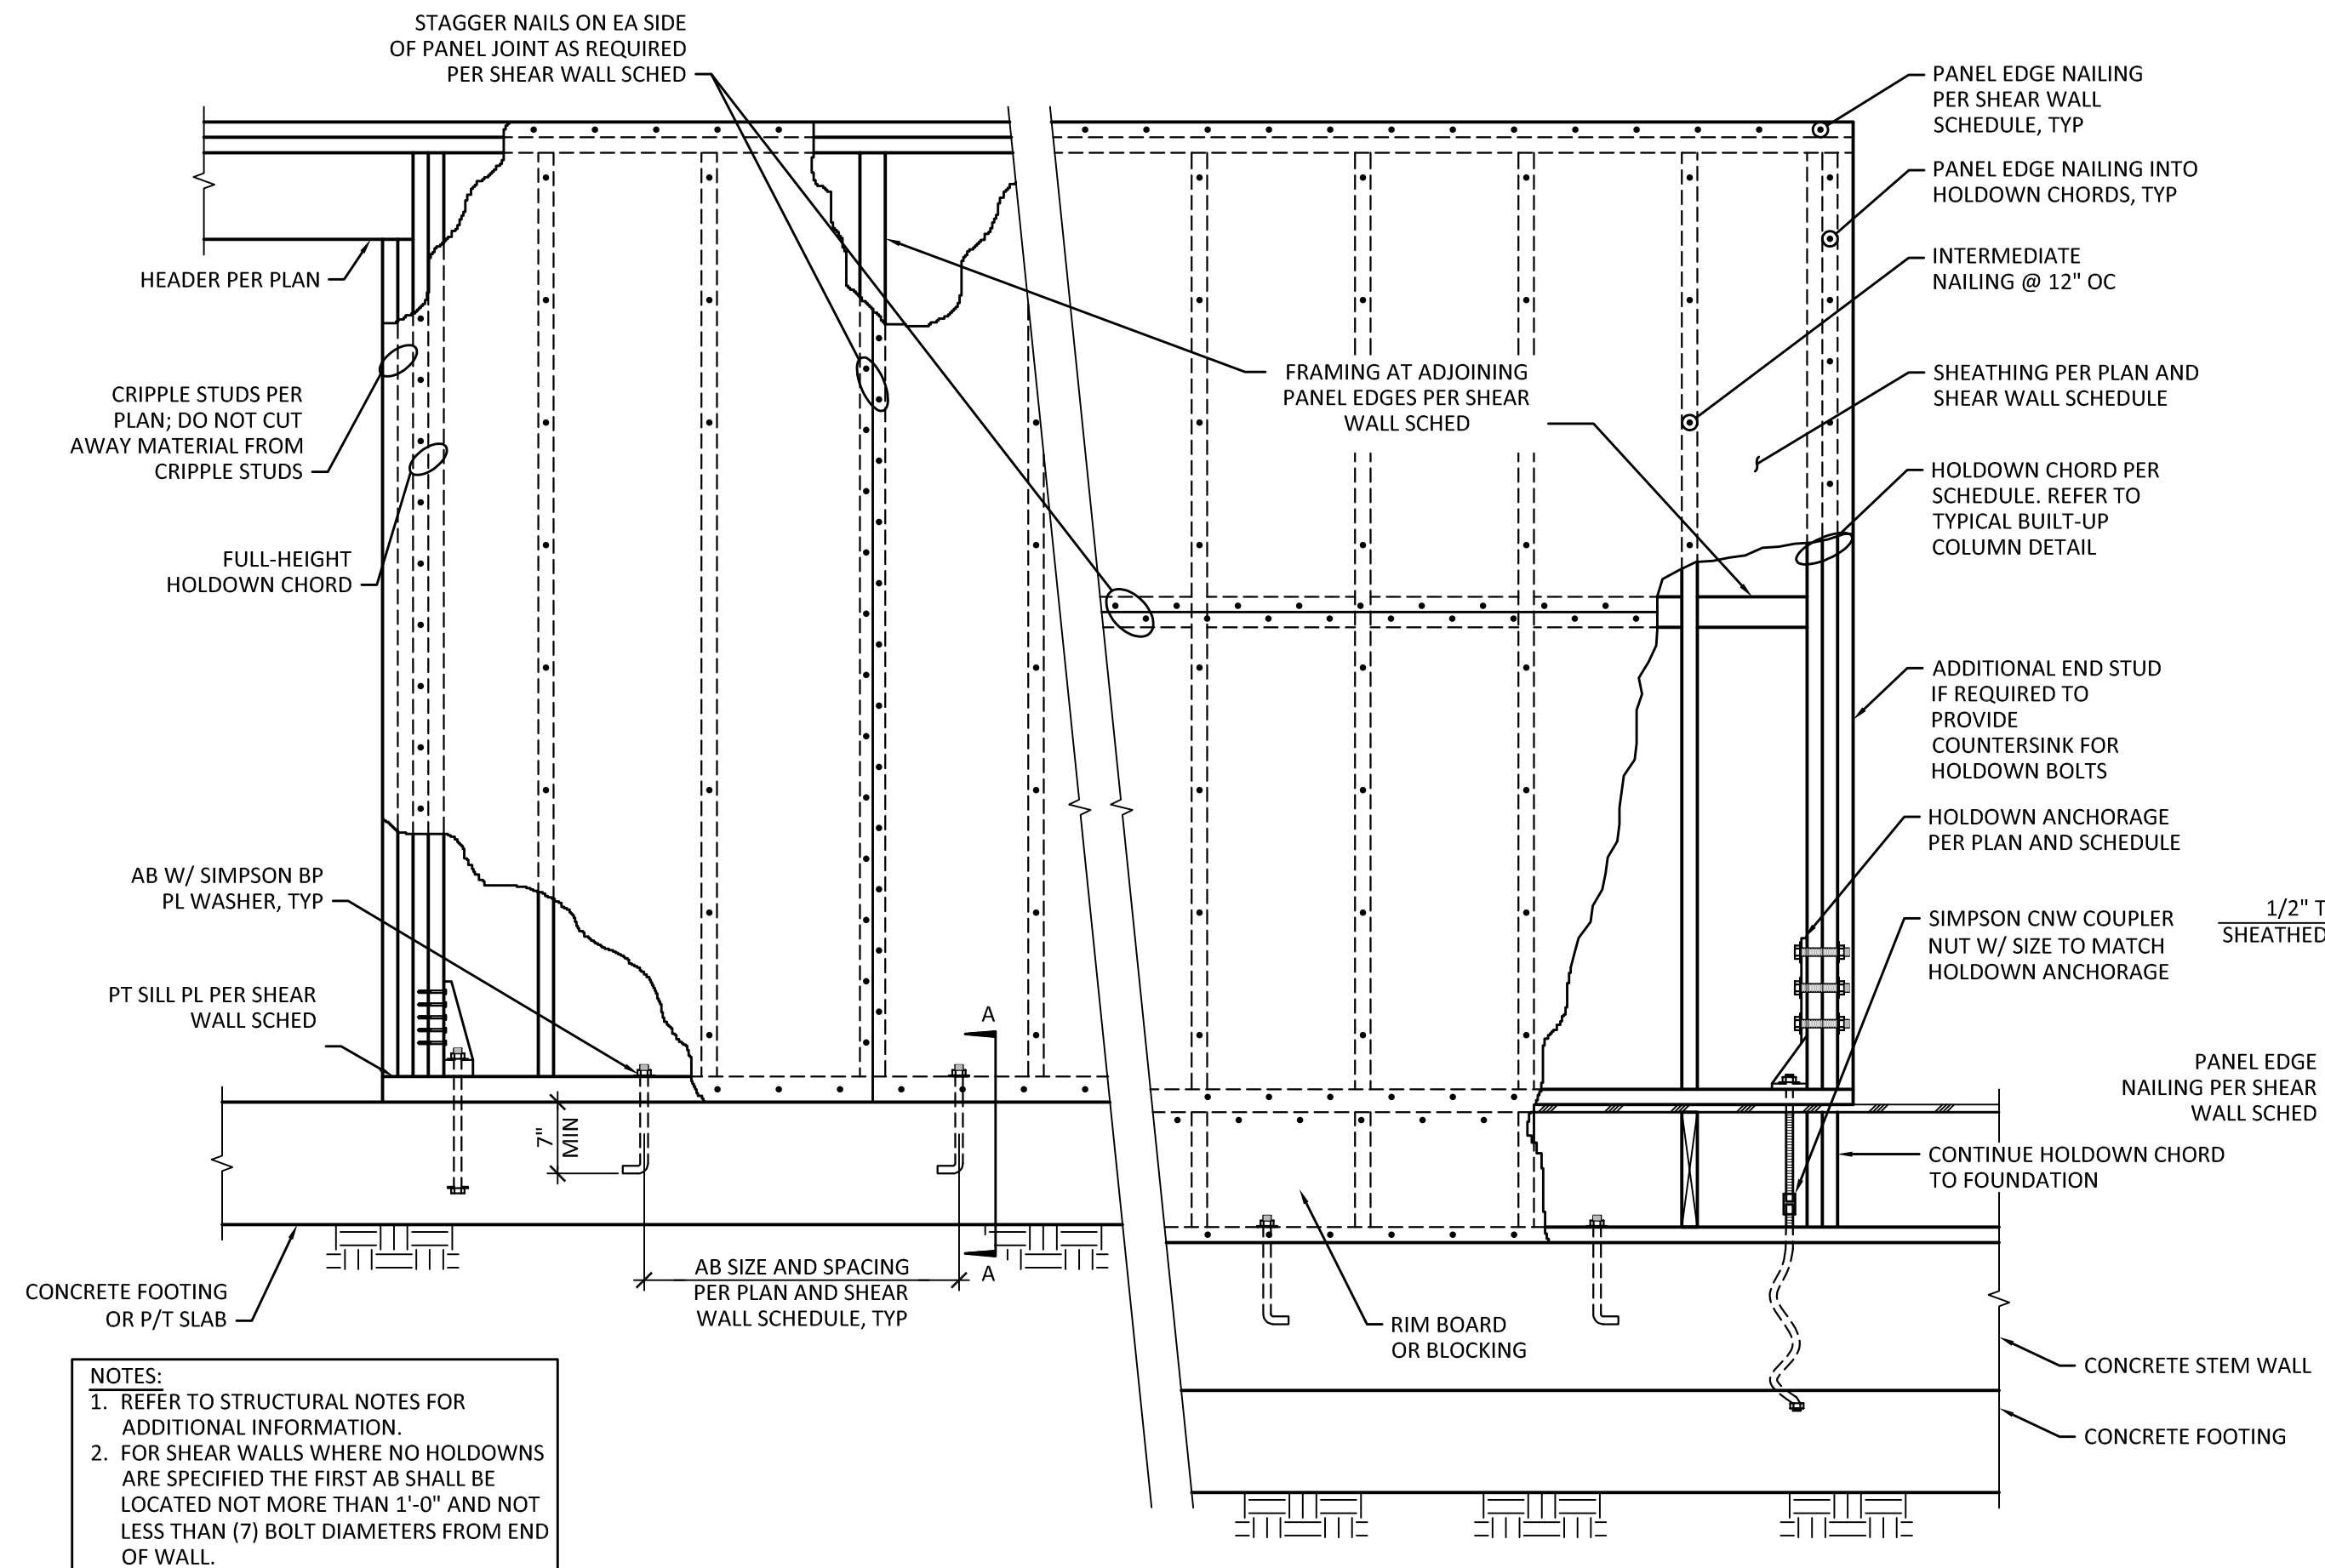 STAGGER NAILS ON EA SIDE
OF PANEL JOINT AS REQUIRED
PER SHEAR WALL SCHED
HEADER PER PLAN
CRIPPLE STUDS PER
PLAN; DO NOT CUT
AWAY MATERIAL FROM
CRIPPLE STUDS
FULL-HEIGHT
HOLDOWN CHORD
AB W/ SIMPSON BP
PL WASHER, TYP
PT SILL PL PER SHEAR
WALL SCHED
7"
MIN
A
A
AB SIZE AND SPACING
PER PLAN AND SHEAR
WALL SCHEDULE, TYP
CONCRETE FOOTING
OR P/T SLAB
NOTES:
1. REFER TO STRUCTURAL NOTES FOR
ADDITIONAL INFORMATION.
2. FOR SHEAR WALLS WHERE NO HOLDOWNS
ARE SPECIFIED THE FIRST AB SHALL BE
LOCATED NOT MORE THAN 1'-0" AND NOT
LESS THAN (7) BOLT DIAMETERS FROM END
OF WALL.
FRAMING AT ADJOINING
PANEL EDGES PER SHEAR
WALL SCHED
PANEL EDGE NAILING
PER SHEAR WALL
SCHEDULE, TYP
PANEL EDGE NAILING INTO
HOLDOWN CHORDS, TYP
INTERMEDIATE
NAILING @ 12" OC
SHEATHING PER PLAN AND
SHEAR WALL SCHEDULE
HOLDOWN CHORD PER
SCHEDULE. REFER TO
TYPICAL BUILT-UP
COLUMN DETAIL
ADDITIONAL END STUD
IF REQUIRED TO
PROVIDE
COUNTERSINK FOR
HOLDOWN BOLTS
HOLDOWN ANCHORAGE
PER PLAN AND SCHEDULE
SIMPSON CNW COUPLER
NUT W/ SIZE TO MATCH
HOLDOWN ANCHORAGE
1/2" T
SHEATHED
PANEL EDGE
NAILING PER SHEAR
WALL SCHED
CONTINUE HOLDOWN CHORD
TO FOUNDATION
RIM BOARD
OR BLOCKING
CONCRETE STEM WALL
CONCRETE FOOTING